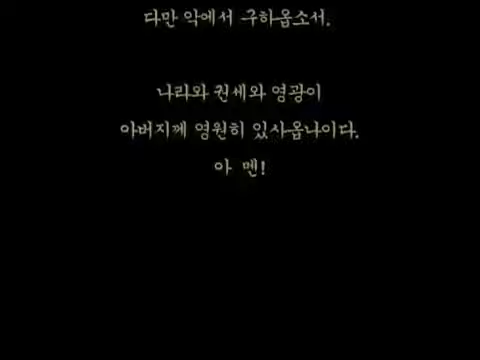 다만 악에서 구하옵소서.
나라와 권세와 영광이
아버지께 영원히 있사옵나이다.
아 멘!